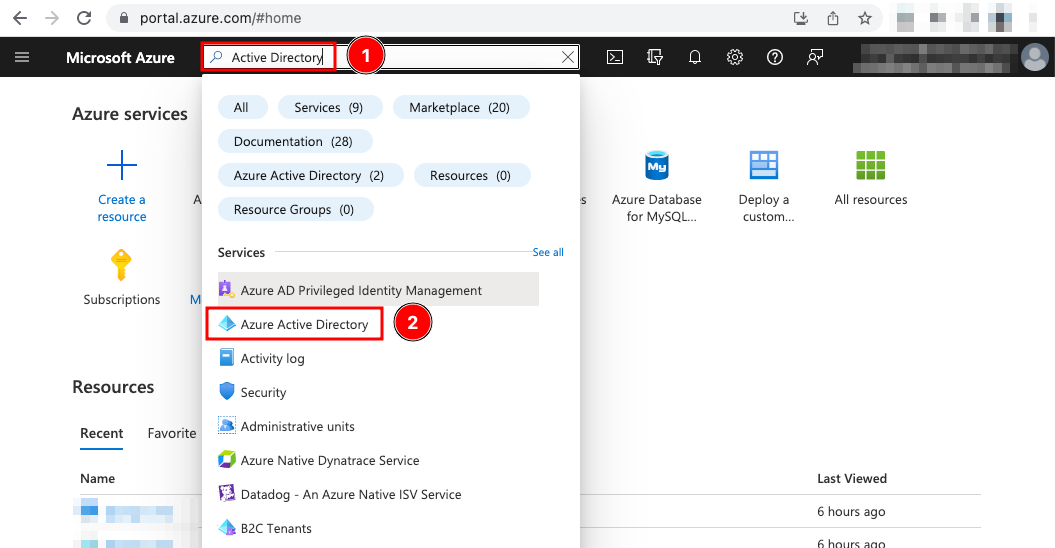 portal.azure.com/#home
Microsoft Azure
Active Directory
1
Azure services
All
Services (9)
Marketplace (20)
Documentation (28)
Azure Active Directory (2)
Resources (0)
Resource Groups (0)
Create a
resource
A
es
Azure Database
for MySQL...
Deploy a
custom...
All resources
Subscriptions
M
Services
See all
Azure AD Privileged Identity Management
Azure Active Directory
2
Activity log
Security
Administrative units
Azure Native Dynatrace Service
Datadog - An Azure Native ISV Service
B2C Tenants
Resources
Recent
Favorite
Name
Last Viewed
6 hours ago
6 hours ago